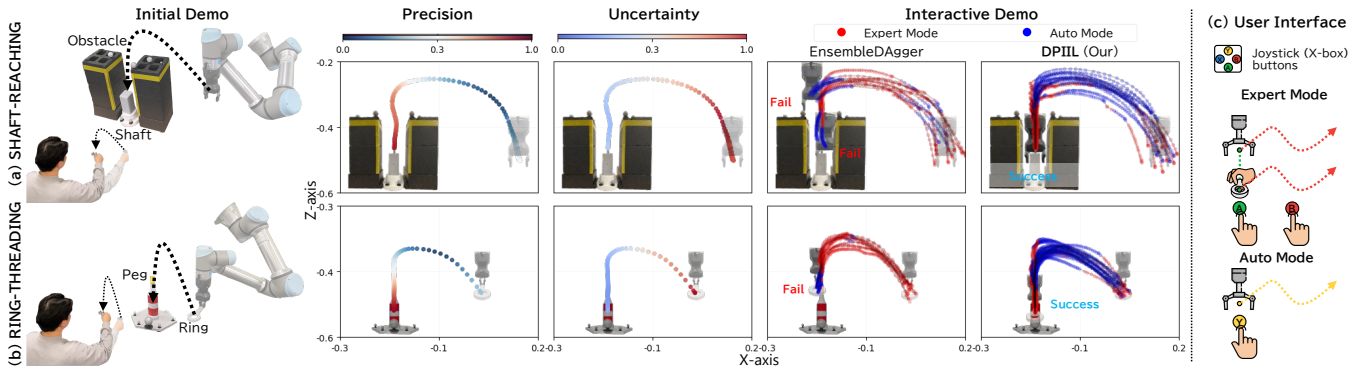 Initial Demo
Precision
Uncertainty
Interactive Demo
(c) User Interface
(a) SHAFT-REACHING
Obstacle
Shaft
0.0
0.3
1.0
0.0
0.3
1.0
Expert Mode
Auto Mode
EnsembleDAgger
DPIIL (Our)
-0.2
-0.4
-0.6
Fail
Fail
Success
Z-axis
(b) RING-THREADING
Peg
Ring
-0.3
-0.4
-0.6
Fail
Success
-0.3
-0.1
0.2
-0.3
-0.1
0.2
-0.3
-0.1
0.2
-0.3
-0.1
0.2
X-axis
Y
X
B
A
Joystick (X-box)
buttons
Expert Mode
A
B
Auto Mode
Y